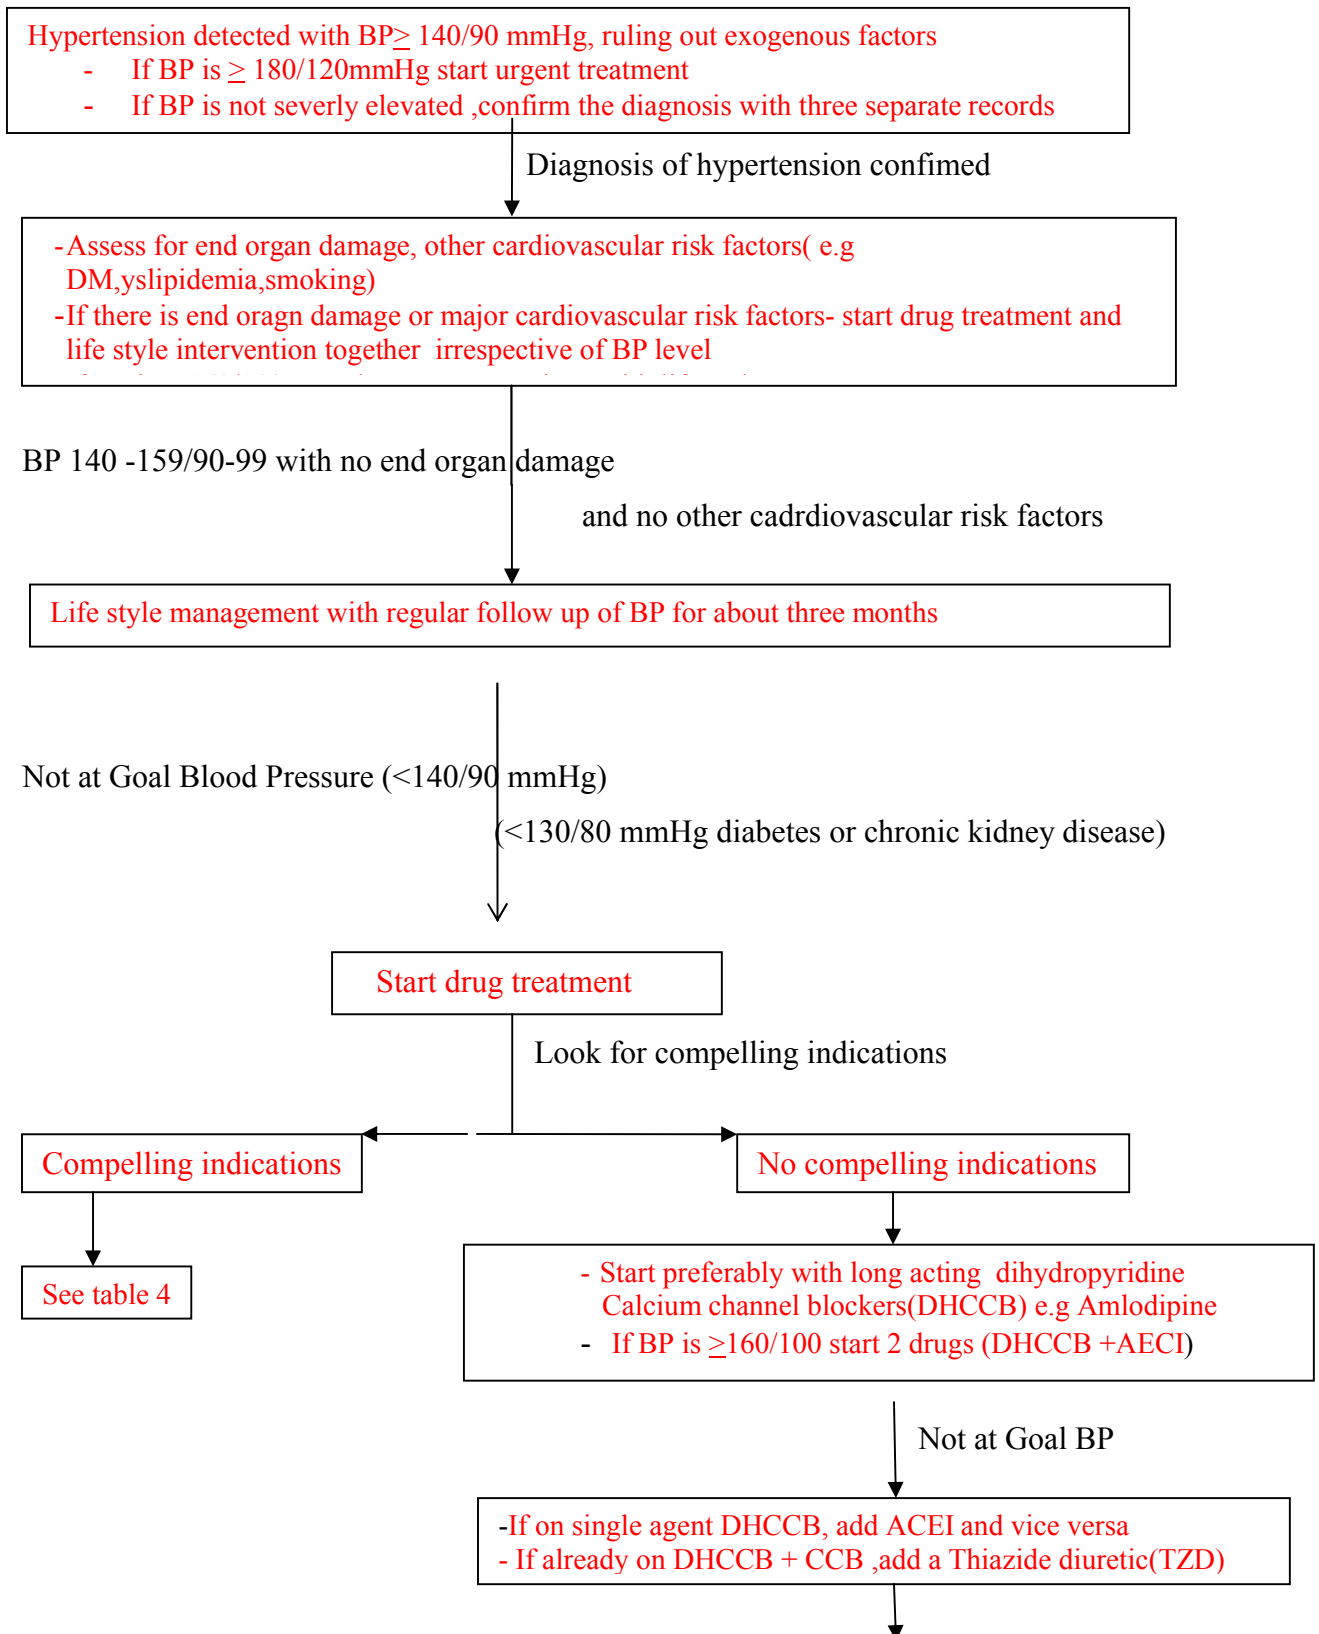 Hypertension detected with BP≥ 140/90 mmHg, ruling out exogenous factors
- If BP is ≥ 180/120mmHg start urgent treatment
- If BP is not severly elevated ,confirm the diagnosis with three separate records
Diagnosis of hypertension confimed
-Assess for end organ damage, other cardiovascular risk factors( e.g
DM,yslipidemia,smoking)
-If there is end oragn damage or major cardiovascular risk factors- start drug treatment and
life style intervention together irrespective of BP level
BP 140 -159/90-99 with no end organ damage
and no other cadrdiovascular risk factors
Life style management with regular follow up of BP for about three months
Not at Goal Blood Pressure (<140/90 mmHg)
(<130/80 mmHg diabetes or chronic kidney disease)
Start drug treatment
Look for compelling indications
Compelling indications
No compelling indications
See table 4
- Start preferably with long acting dihydropyridine
Calcium channel blockers(DHCCB) e.g Amlodipine
- If BP is ≥160/100 start 2 drugs (DHCCB +AECI)
Not at Goal BP
-If on single agent DHCCB, add ACEI and vice versa
- If already on DHCCB + CCB ,add a Thiazide diuretic(TZD)